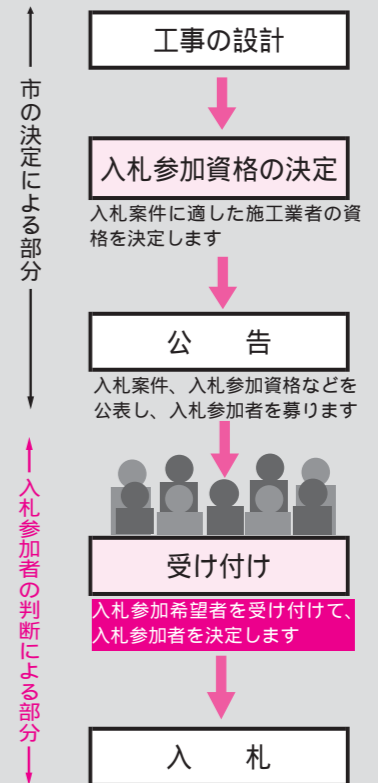 工事の設計
市の決定による部分
入札参加資格の決定
入札案件に適した施工業者の資
格を決定します
公　　告
入札案件、入札参加資格などを
公表し、入札参加者を募ります
入札参加者の判断による部分
受け付け
入札参加希望者を受け付けて、
入札参加者を決定します
入　　札